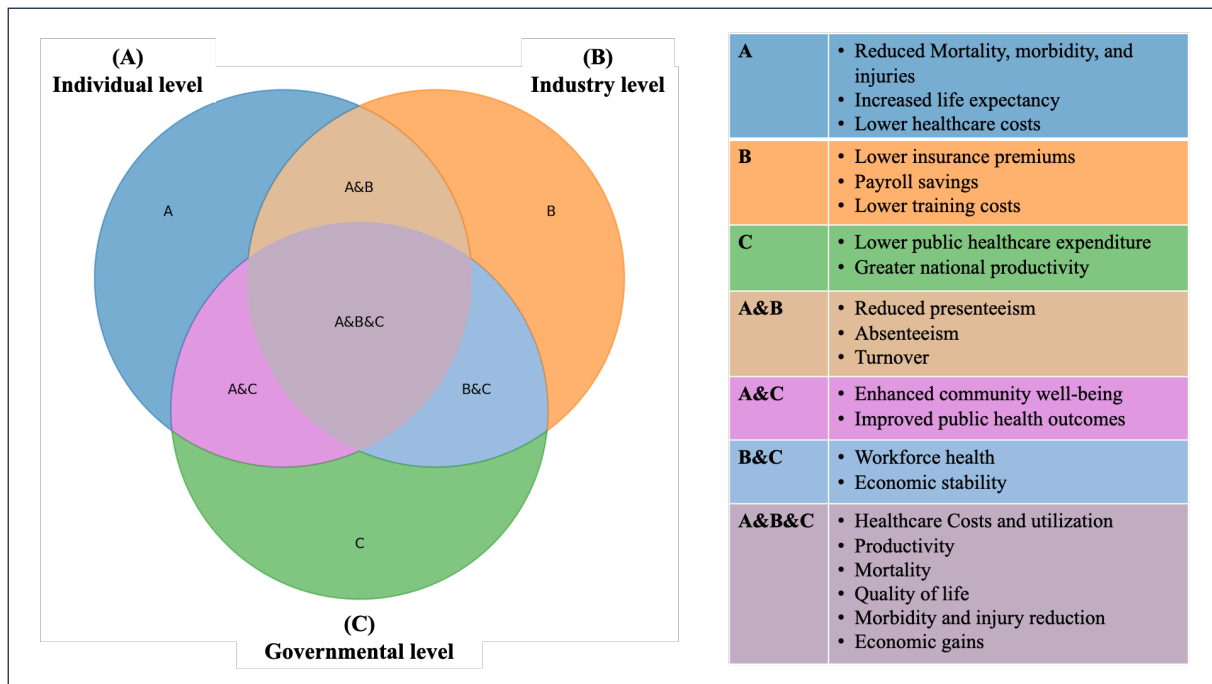 (A)
Individual level
(B)
Industry level
A&B
A
B
A&B&C
A&C
B&C
C
(C)
Governmental level
A
• Reduced Mortality, morbidity, and
injuries
• Increased life expectancy
• Lower healthcare costs
B
• Lower insurance premiums
• Payroll savings
• Lower training costs
C
• Lower public healthcare expenditure
• Greater national productivity
A&B
• Reduced presenteeism
• Absenteeism
• Turnover
A&C
• Enhanced community well-being
• Improved public health outcomes
B&C
• Workforce health
• Economic stability
A&B&C
• Healthcare Costs and utilization
• Productivity
• Mortality
• Quality of life
• Morbidity and injury reduction
• Economic gains